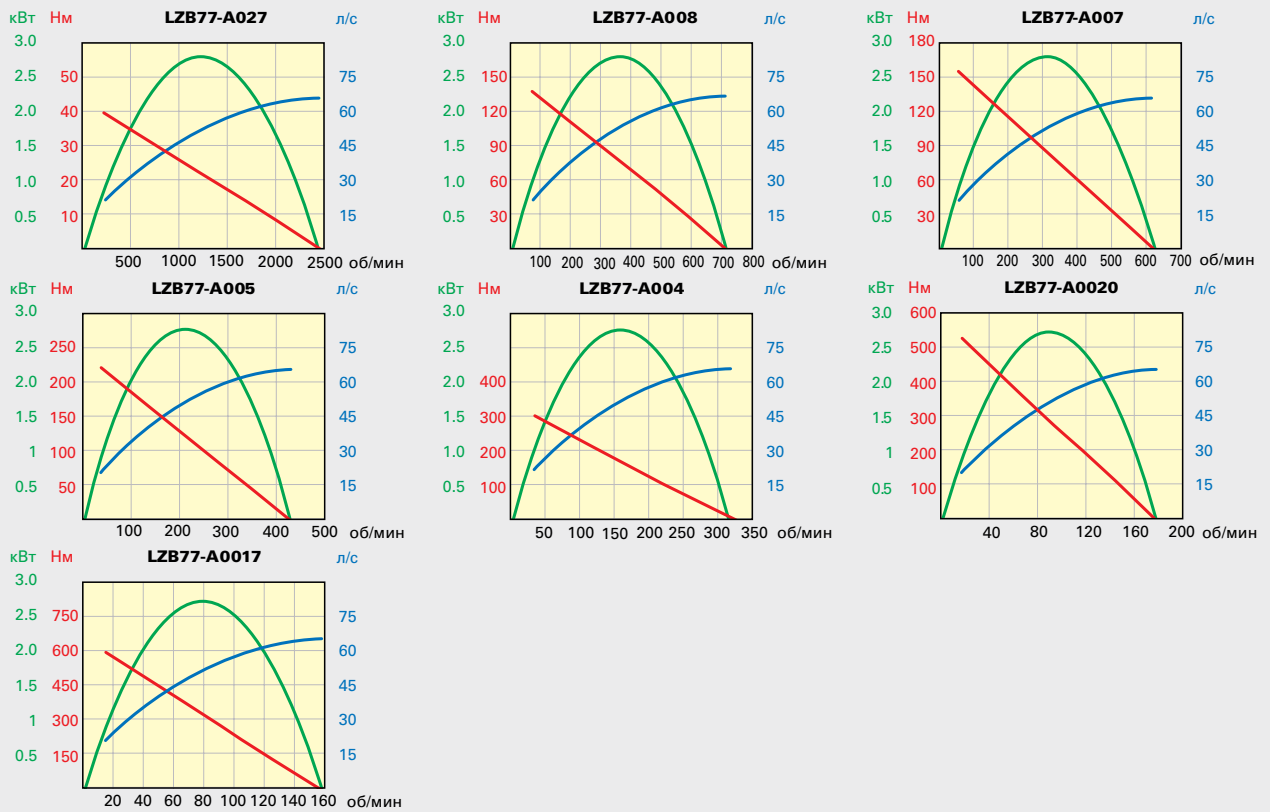 кВт Нм LZB77-A027 л/с
3.0
2.5 50 75
2.0 40 60
1.5 30 45
1.0 20 30
0.5 10 15
500 1000 1500 2000 2500 об/мин
кВт Нм LZB77-A008 л/с
3.0
2.5 150 75
2.0 120 60
1.5 90 45
1.0 60 30
0.5 30 15
100 200 300 400 500 600 700 800
кВт Нм LZB77-A007 л/с
3.0 180
2.5 150 75
2.0 120 60
1.5 90 45
1.0 60 30
0.5 30 15
100 200 300 400 500 600 700 об/мин
кВт Нм LZB77-A005 л/с
3.0
2.5 250 75
2.0 200 60
1.5 150 45
1 100 30
0.5 50 15
100 200 300 400 500 об/мин
кВт Нм LZB77-A004 л/с
3.0
2.5 75
2.0 400 60
1.5 300 45
1.0 200 30
0.5 100 15
50 100 150 200 250 300 350 об/мин
кВт Нм LZB77-A0020 л/с
3.0 600
2.5 500 75
2.0 400 60
1.5 300 45
1 200 30
0.5 100 15
40 80 120 160 200 об/мин
кВт Нм LZB77-A0017 л/с
3.0
2.5 750 75
2.0 600 60
1.5 450 45
1 300 30
0.5 150 15
20 40 60 80 100 120 140 160 об/мин